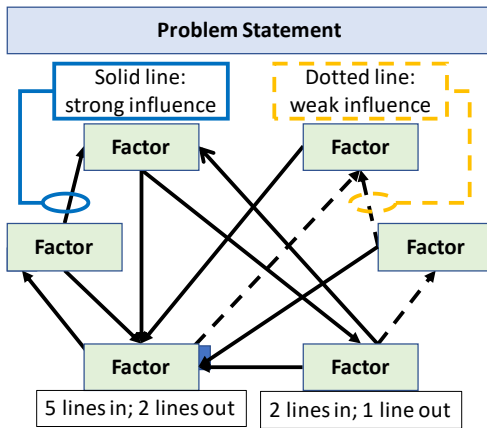 Problem Statement
Solid line:
strong influence
Dotted line:
weak influence
Factor
Factor
Factor
Factor
Factor
Factor
5 lines in; 2 lines out
2 lines in; 1 line out